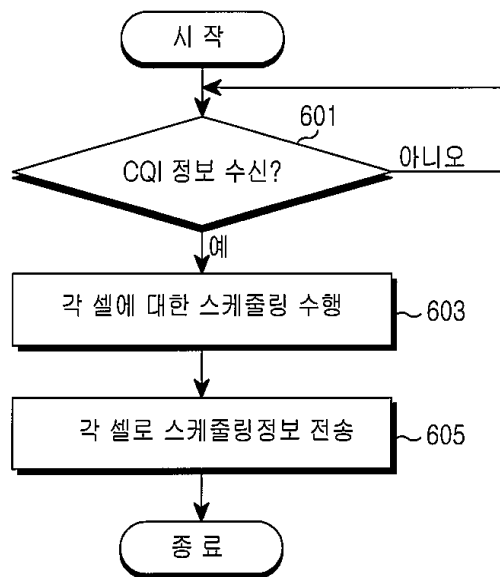 시 작
601
CQI 정보 수신?
아니오
예
각 셀에 대한 스케줄링 수행
603
각 셀로 스케줄링정보 전송
605
종 료